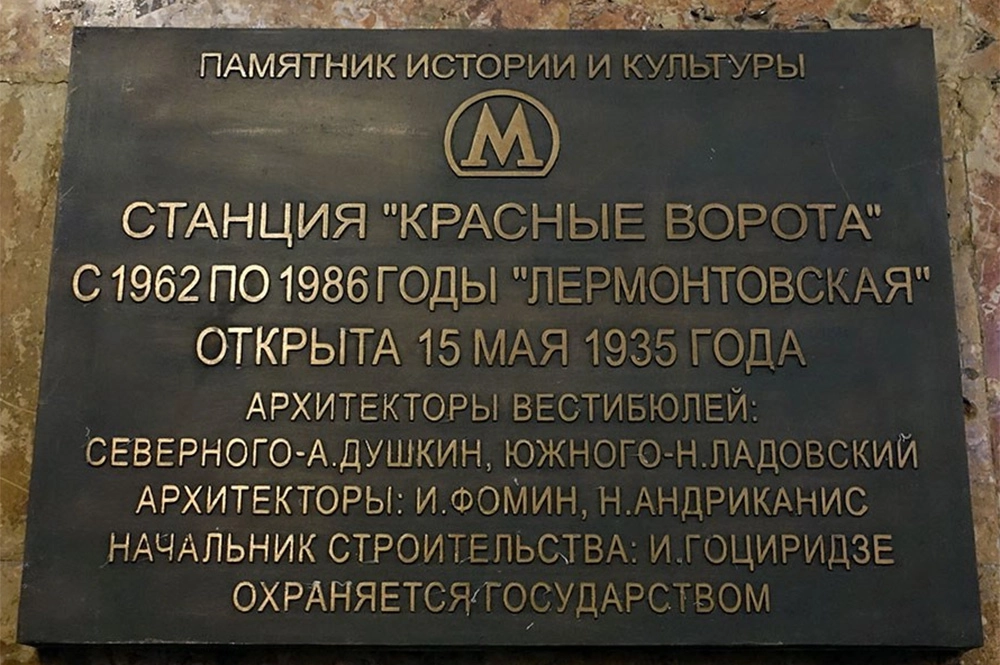 ПАМЯТНИК ИСТОРИИ И КУЛЬТУРЫ
М
СТАНЦИЯ "КРАСНЫЕ ВОРОТА"
С 1962 ПО 1986 ГОДЫ "ЛЕРМОНТОВСКАЯ"
ОТКРЫТА 15 МАЯ 1935 ГОДА
АРХИТЕКТОРЫ ВЕСТИБЮЛЕЙ:
СЕВЕРНОГО-А.ДУШКИН, ЮЖНОГО-Н.ЛАДОВСКИЙ
АРХИТЕКТОРЫ: И.ФОМИН, Н.АНДРИКАНИС
НАЧАЛЬНИК СТРОИТЕЛЬСТВА: И.ГОЦИРИДЗЕ
ОХРАНЯЕТСЯ ГОСУДАРСТВОМ